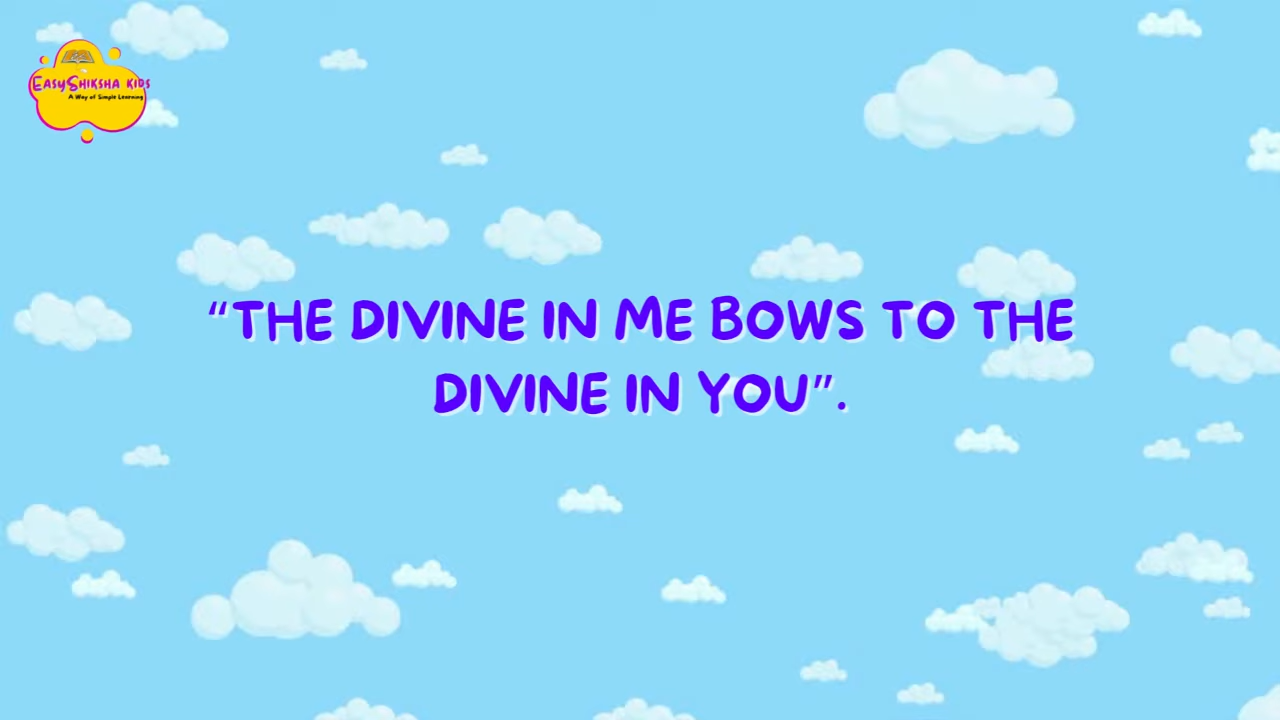 EasyShiksha Kids
A Way of Simple Learning
“THE DIVINE IN ME BOWS TO THE
DIVINE IN YOU”.